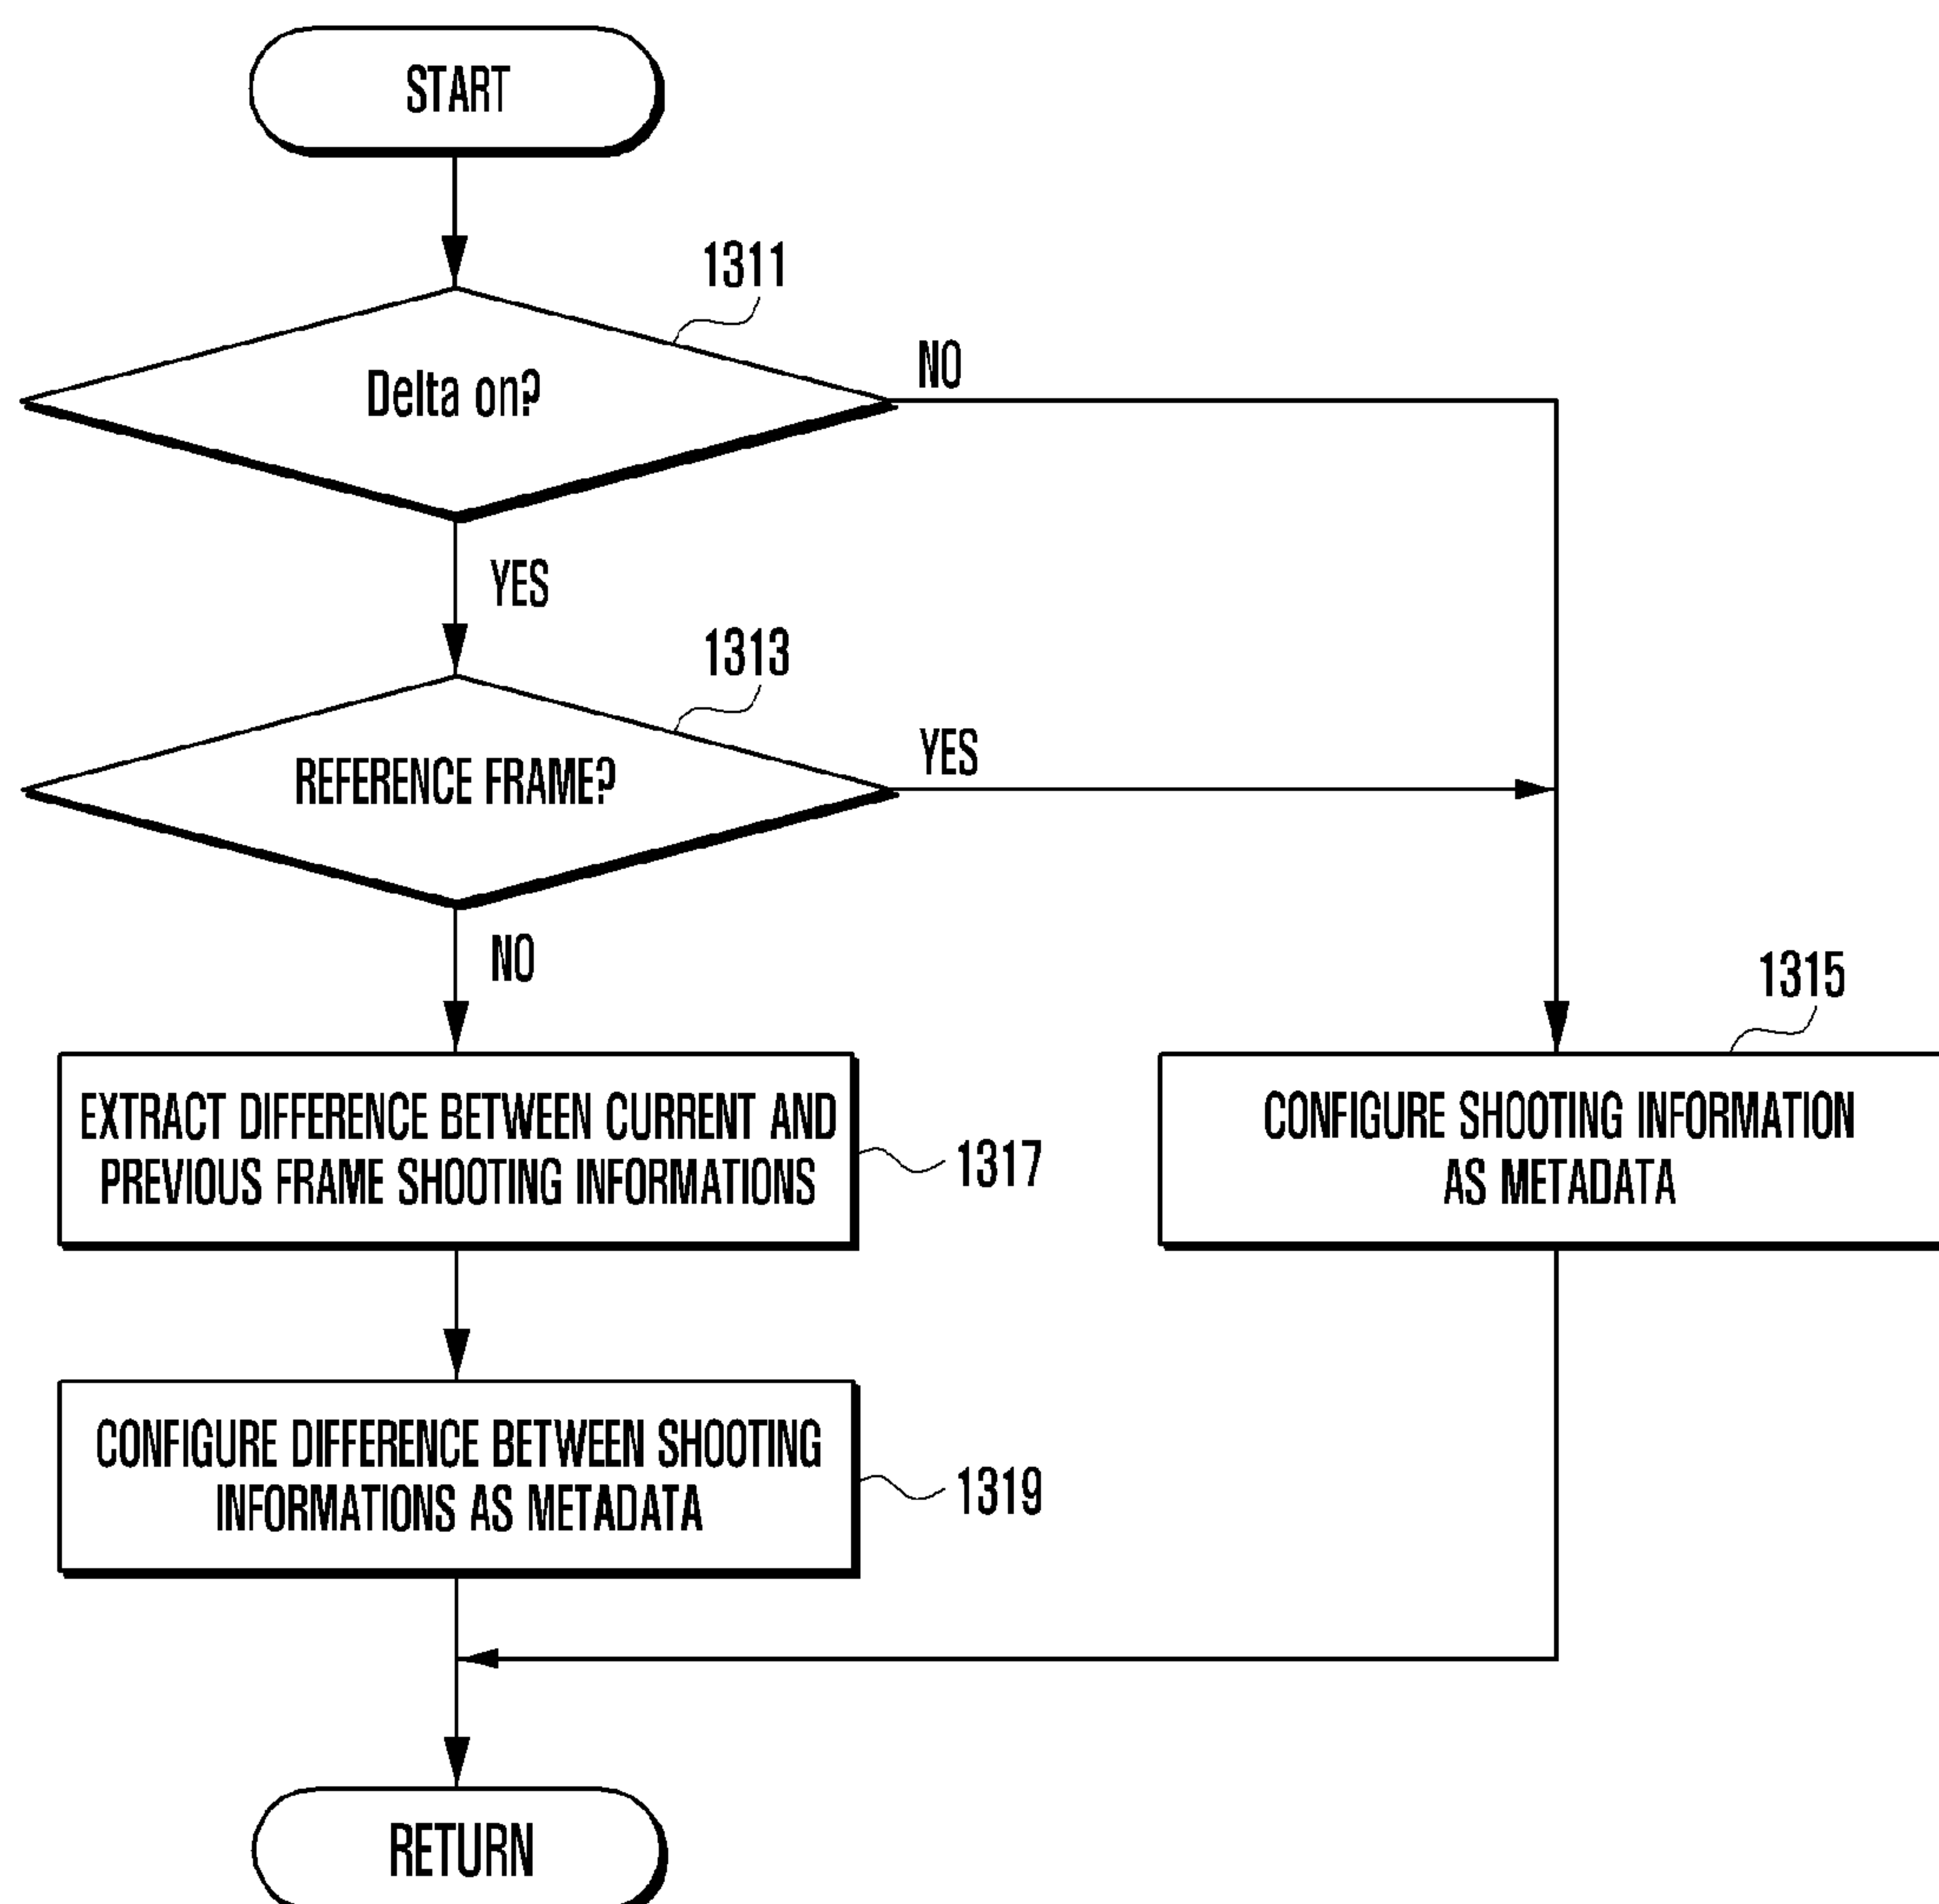 START
1311
Delta on?
NO
YES
1313
REFERENCE FRAME?
YES
NO
1315
EXTRACT DIFFERENCE BETWEEN CURRENT AND
PREVIOUS FRAME SHOOTING INFORMATIONS
1317
CONFIGURE SHOOTING INFORMATION
AS METADATA
CONFIGURE DIFFERENCE BETWEEN SHOOTING
INFORMATIONS AS METADATA
1319
RETURN